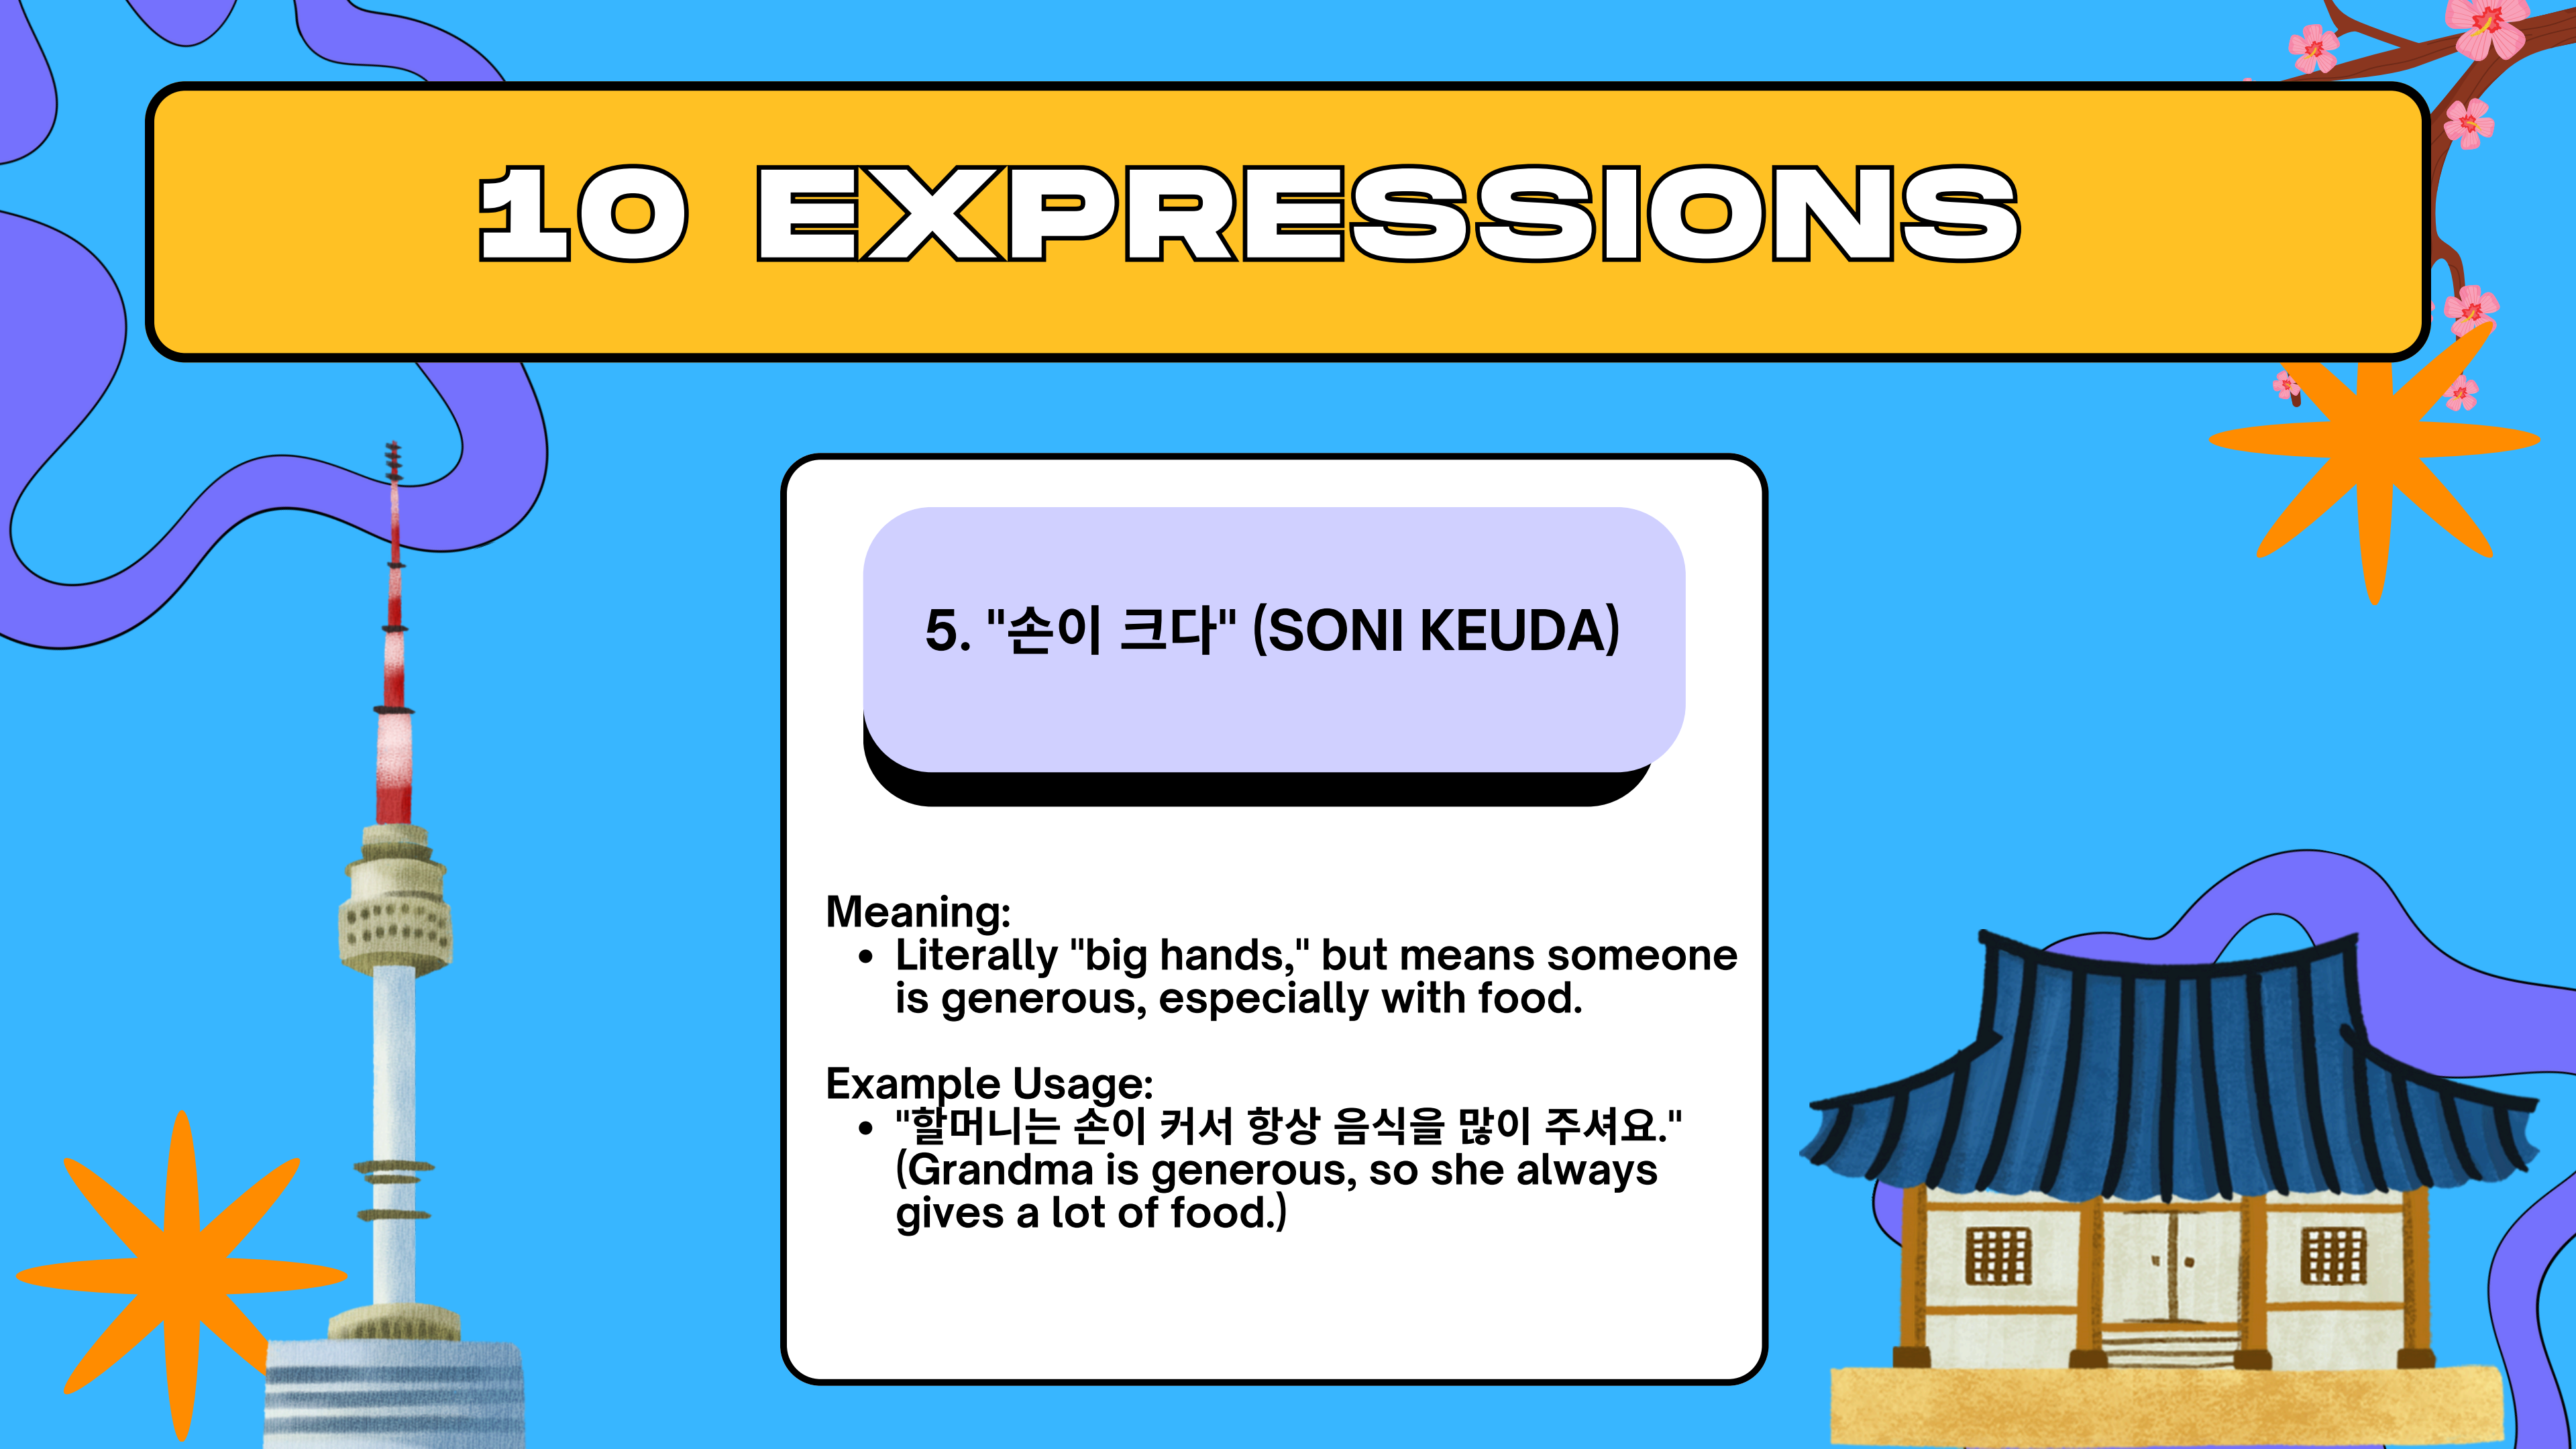 10 EXPRESSIONS
5. "손이 크다" (SONI KEUDA)
Meaning:
• Literally "big hands," but means someone
is generous, especially with food.
Example Usage:
• "할머니는 손이 커서 항상 음식을 많이 주셔요."
(Grandma is generous, so she always
gives a lot of food.)